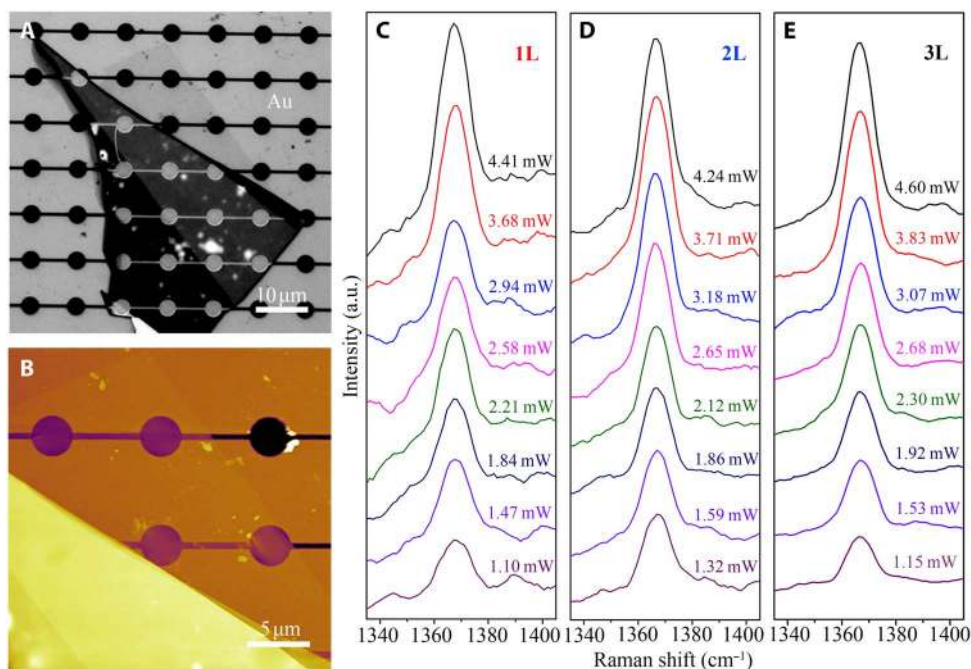 A
Au
10 μm
B
5 μm
C
1L
4.41 mW
3.68 mW
2.94 mW
2.58 mW
2.21 mW
1.84 mW
1.47 mW
1.10 mW
1340 1360 1380 1400
D
2L
4.24 mW
3.71 mW
3.18 mW
2.65 mW
2.12 mW
1.86 mW
1.59 mW
1.32 mW
1340 1360 1380 1400
E
3L
4.60 mW
3.83 mW
3.07 mW
2.68 mW
2.30 mW
1.92 mW
1.53 mW
1.15 mW
1340 1360 1380 1400
Intensity (a.u.)
Raman shift (cm⁻¹)